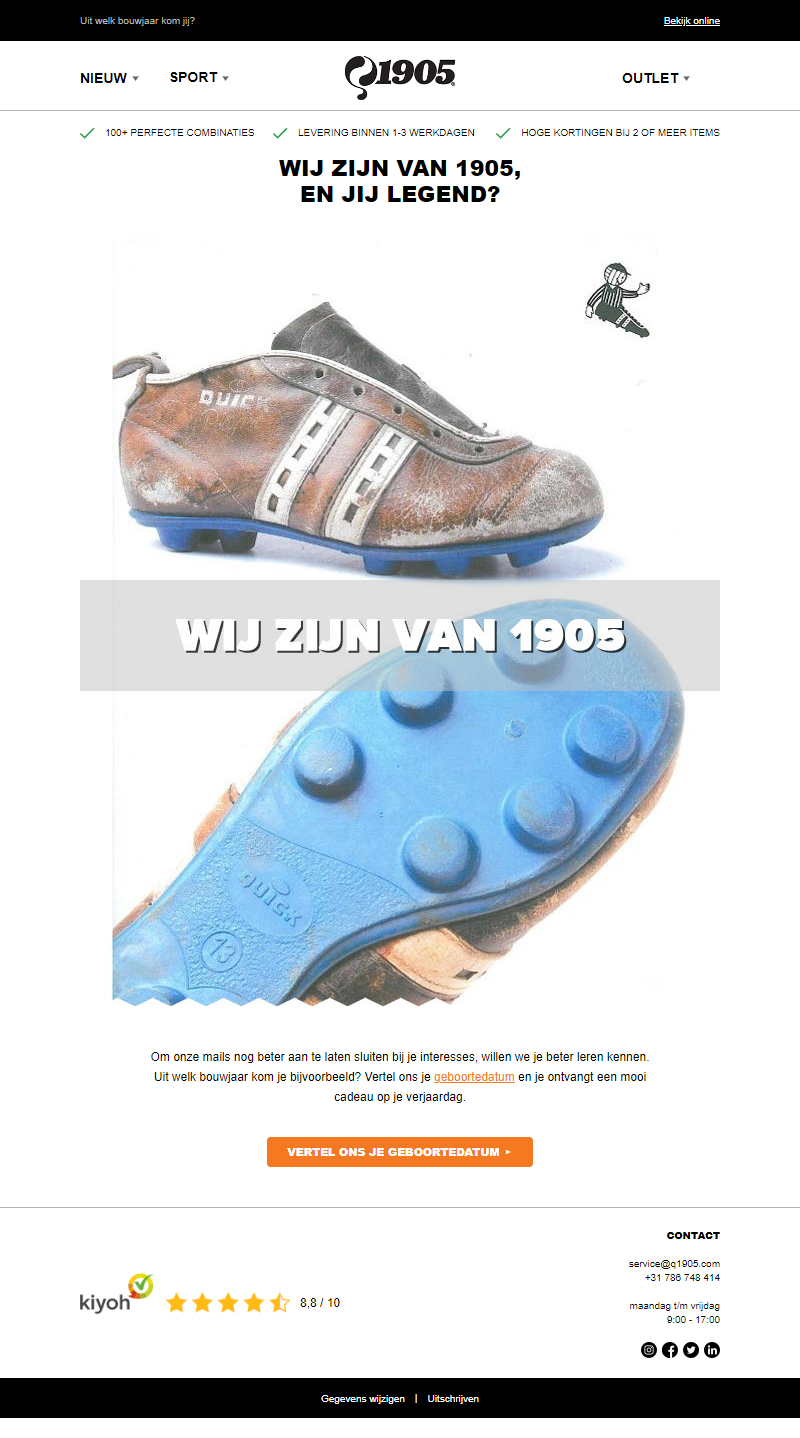 Uit welk bouwjaar kom jij?
Bekijk online
NIEUW
SPORT
1905
OUTLET
100+ PERFECTE COMBINATIES
LEVERING BINNEN 1-3 WERKDAGEN
HOGE KORTINGEN BIJ 2 OF MEER ITEMS
WIJ ZIJN VAN 1905,
EN JIJ LEGEND?
QUICK
WIJ ZIJN VAN 1905
QUICK
13
Om onze mails nog beter aan te laten sluiten bij je interesses, willen we je beter leren kennen.
Uit welk bouwjaar kom je bijvoorbeeld? Vertel ons je geboortedatum en je ontvangt een mooi
cadeau op je verjaardag.
VERTEL ONS JE GEBOORTEDATUM ►
CONTACT
service@q1905.com
+31 786 748 414
maandag t/m vrijdag
9:00 - 17:00
kiyoh
8,8 / 10
Gegevens wijzigen | Uitschrijven